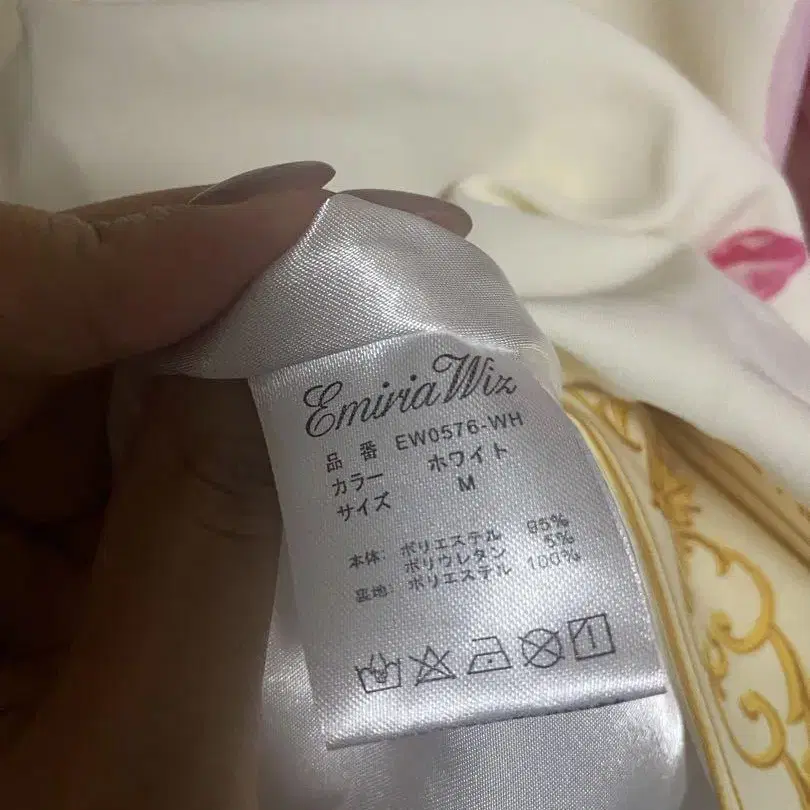 Emiria Wiz
品番 EW0576-WH
カラー ホワイト
サイズ M
本体: ポリエステル 95%
ポリウレタン 5%
裏地: ポリエステル 100%